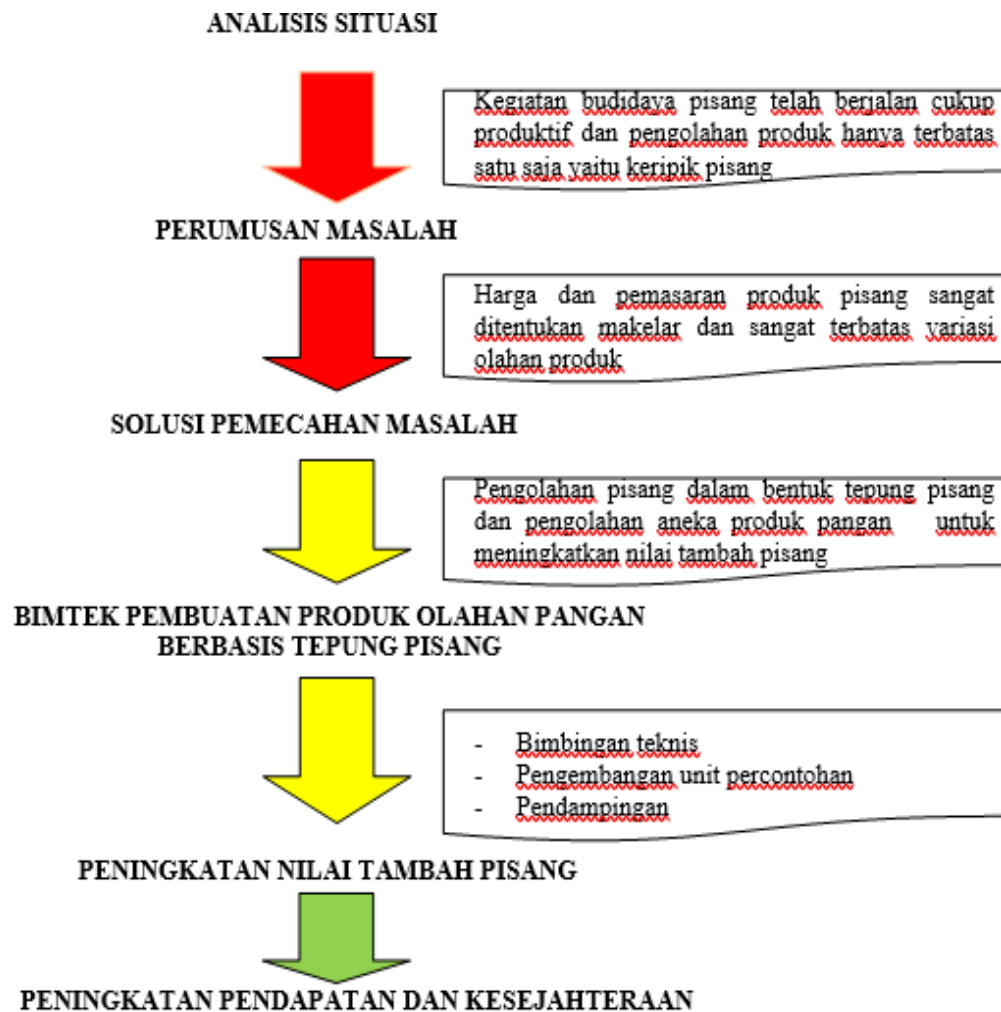 ANALISIS SITUASI
Kegiatan budidaya pisang telah berjalan cukup
produktif dan pengolahan produk hanya terbatas
satu saja yaitu keripik pisang
PERUMUSAN MASALAH
Harga dan pemasaran produk pisang sangat
ditentukan makelar dan sangat terbatas variasi
olahan produk
SOLUSI PEMECAHAN MASALAH
Pengolahan pisang dalam bentuk tepung pisang
dan pengolahan aneka produk pangan untuk
meningkatkan nilai tambah pisang
BIMTEK PEMBUATAN PRODUK OLAHAN PANGAN
BERBASIS TEPUNG PISANG
- Bimbingan teknis
- Pengembangan unit percontohan
- Pendampingan
PENINGKATAN NILAI TAMBAH PISANG
PENINGKATAN PENDAPATAN DAN KESEJAHTERAAN